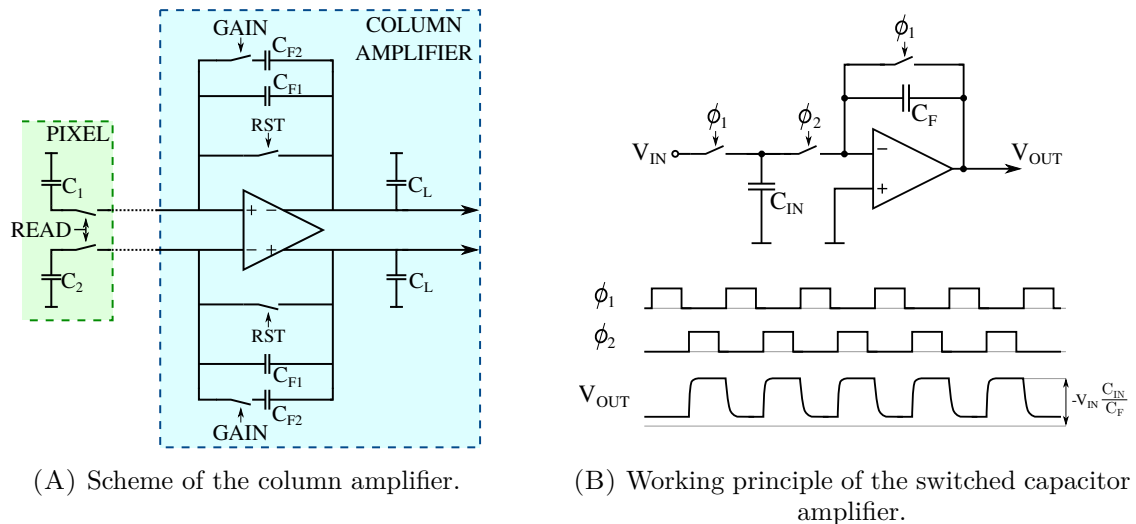 GAIN
COLUMN
AMPLIFIER
C_F2
C_F1
RST
PIXEL
C_1
C_L
+ −
READ
− +
C_2
C_L
RST
C_F1
C_F2
GAIN
(A) Scheme of the column amplifier.
ϕ_1
C_F
ϕ_1
ϕ_2
V_IN
−
V_OUT
+
C_IN
ϕ_1
ϕ_2
V_OUT
-V_IN C_IN/C_F
(B) Working principle of the switched capacitor
amplifier.